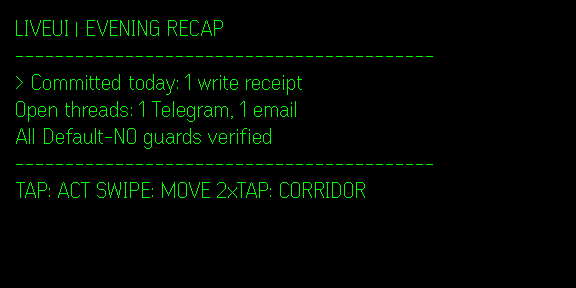 LIVEUI | EVENING RECAP
------------------------------------------
> Committed today: 1 write receipt
Open threads: 1 Telegram, 1 email
All Default-NO guards verified
------------------------------------------
TAP: ACT SWIPE: MOVE 2xTAP: CORRIDOR